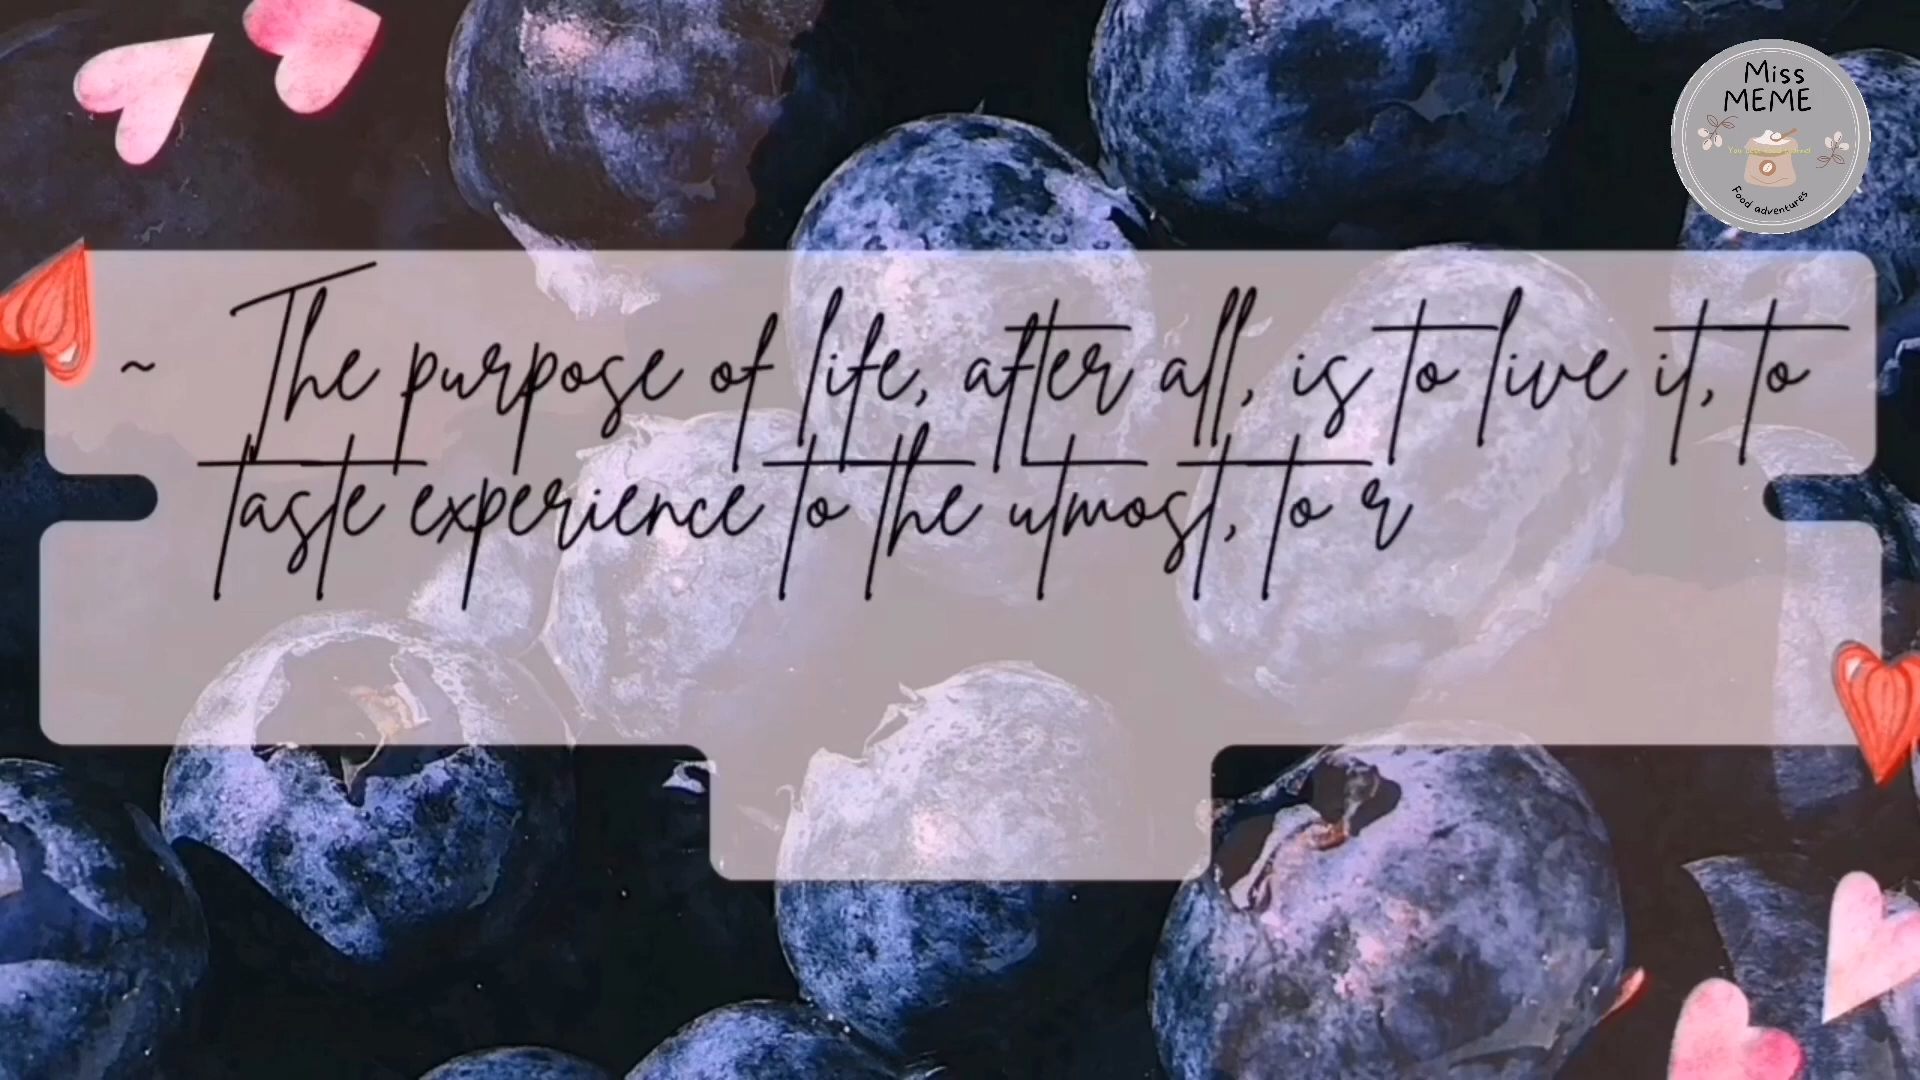 Miss
MEME
Food adventures
~ The purpose of life, after all, is to live it, to
taste experience to the utmost, to r